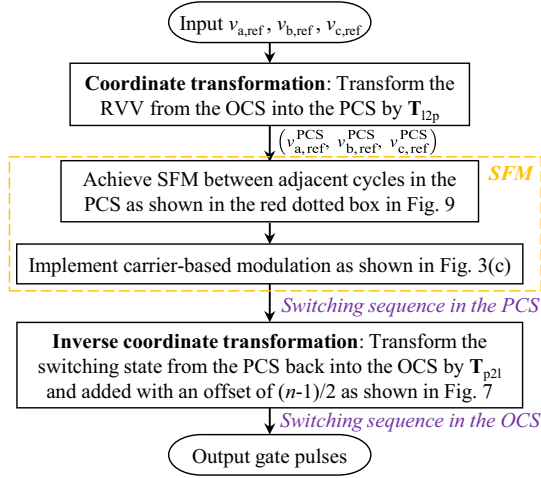 Input v_a,ref, v_b,ref, v_c,ref
Coordinate transformation: Transform the
RVV from the OCS into the PCS by T_l2p
(v_a,ref^PCS, v_b,ref^PCS, v_c,ref^PCS)
SFM
Achieve SFM between adjacent cycles in the
PCS as shown in the red dotted box in Fig. 9
Implement carrier-based modulation as shown in Fig. 3(c)
Switching sequence in the PCS
Inverse coordinate transformation: Transform the
switching state from the PCS back into the OCS by T_p2l
and added with an offset of (n-1)/2 as shown in Fig. 7
Switching sequence in the OCS
Output gate pulses